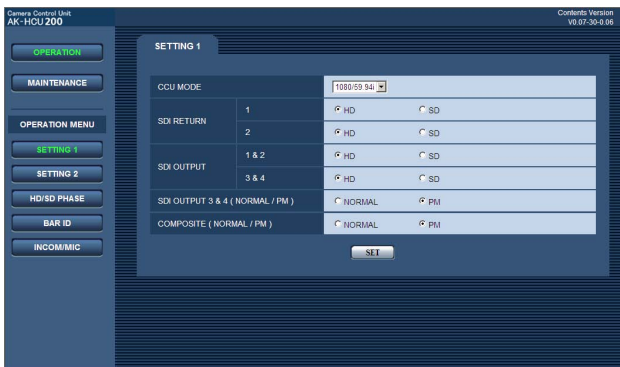 Camera Control Unit
AK-HCU200
Contents Version
V0.07-30-0.06
OPERATION
MAINTENANCE
OPERATION MENU
SETTING 1
SETTING 2
HD/SD PHASE
BAR ID
INCOM/MIC
SETTING 1
CCU MODE
1080/59.94i
SDI RETURN
1
HD
SD
2
HD
SD
SDI OUTPUT
1 & 2
HD
SD
3 & 4
HD
SD
SDI OUTPUT 3 & 4 ( NORMAL / PM )
NORMAL
PM
COMPOSITE ( NORMAL / PM )
NORMAL
PM
SET